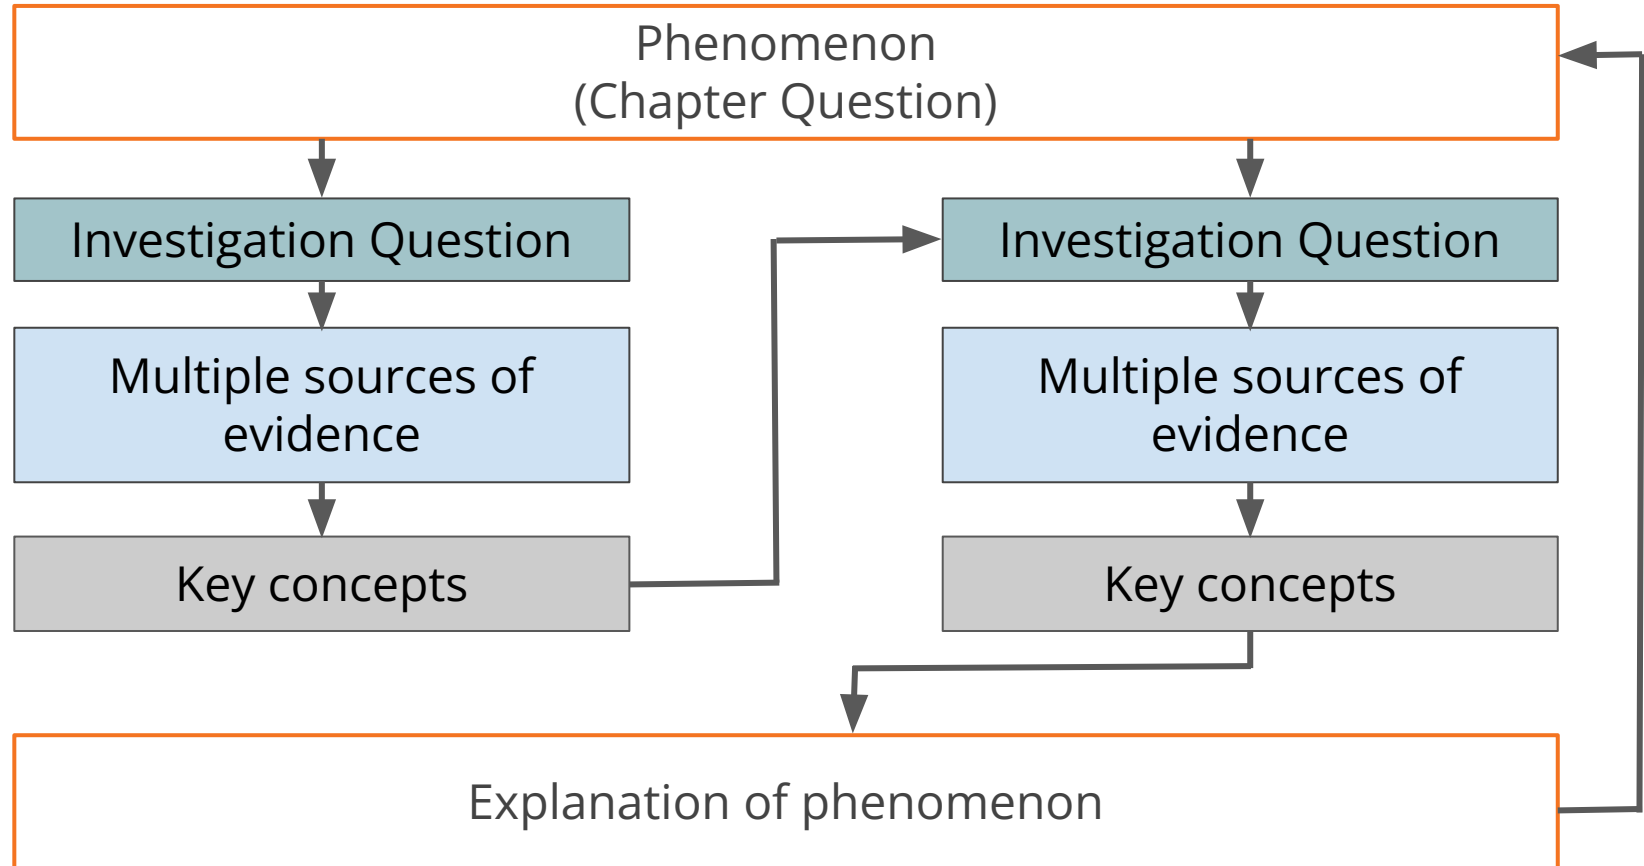 Phenomenon
(Chapter Question)
Investigation Question
Multiple sources of
evidence
Key concepts
Investigation Question
Multiple sources of
evidence
Key concepts
Explanation of phenomenon